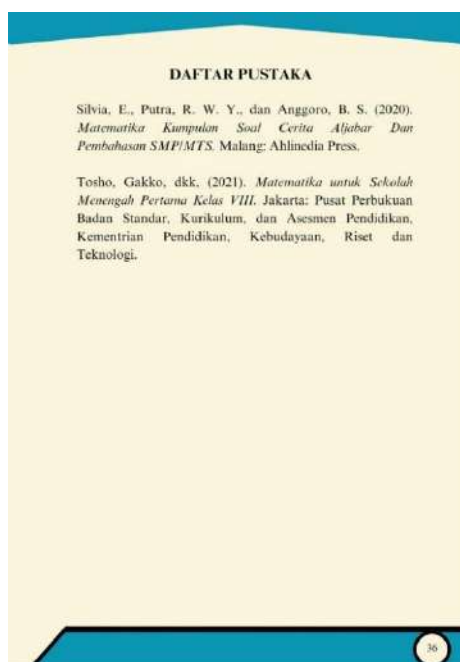 DAFTAR PUSTAKA
Silvia, E., Putra, R. W. Y., dan Anggoro, B. S. (2020).
Matematika Kumpulan Soal Cerita Aljabar Dan
Pembahasan SMP/MTS. Malang: Ahlimedia Press.
Tosho, Gakko, dkk. (2021). Matematika untuk Sekolah
Menengah Pertama Kelas VIII. Jakarta: Pusat Perbukuan
Badan Standar, Kurikulum, dan Asesmen Pendidikan,
Kementrian Pendidikan, Kebudayaan, Riset dan
Teknologi.
36